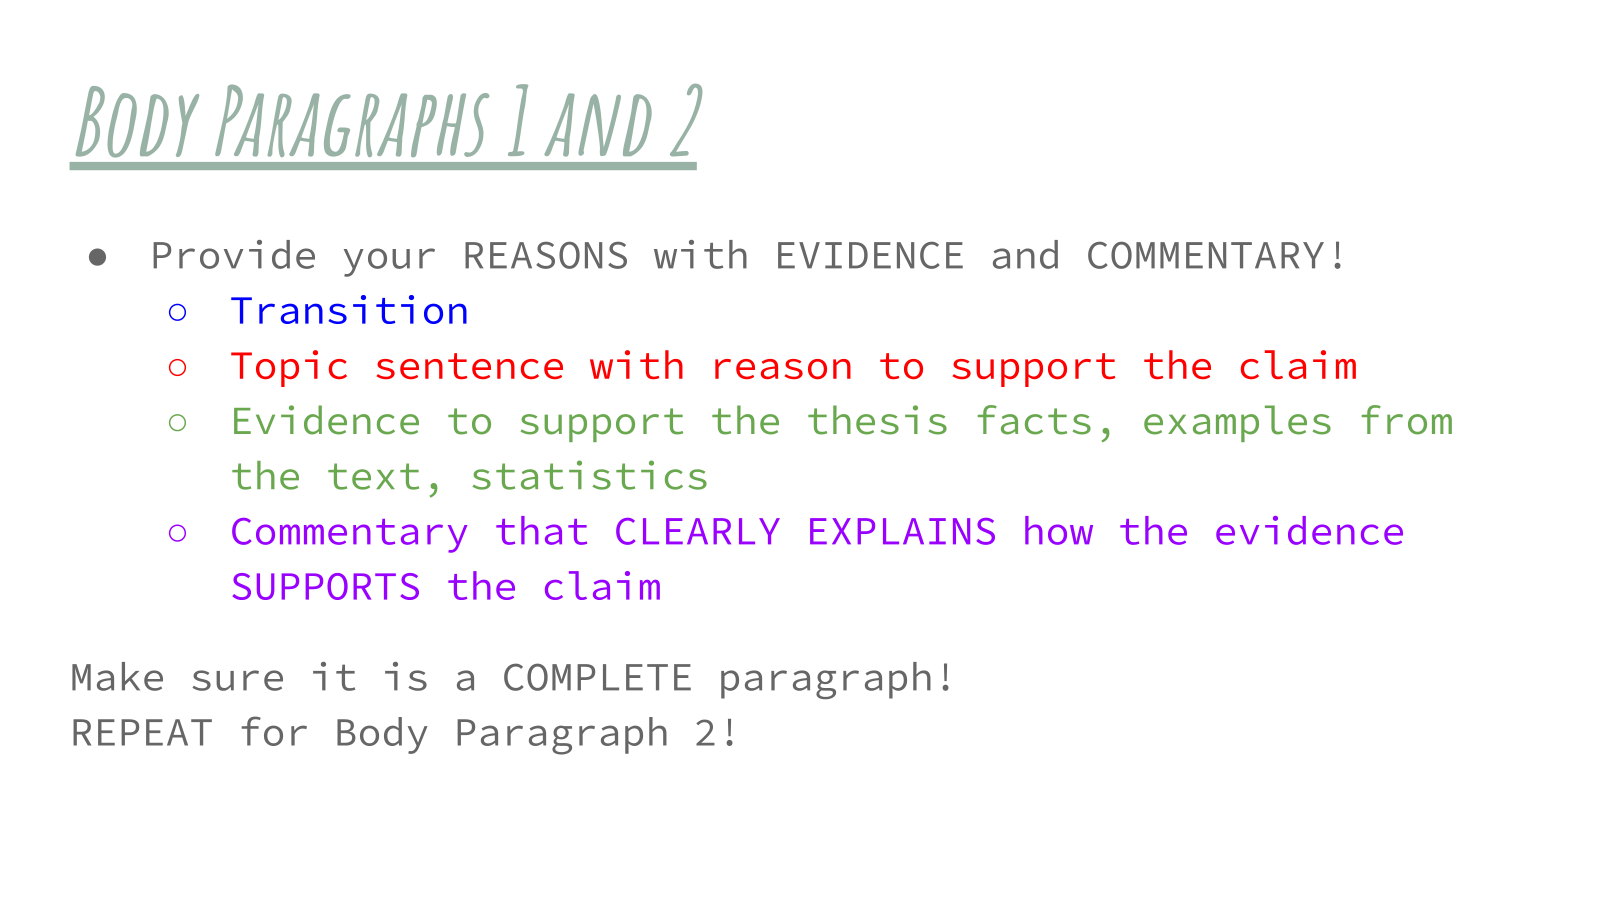 Body Paragraphs 1 and 2
● Provide your REASONS with EVIDENCE and COMMENTARY!
○ Transition
○ Topic sentence with reason to support the claim
○ Evidence to support the thesis facts, examples from
the text, statistics
○ Commentary that CLEARLY EXPLAINS how the evidence
SUPPORTS the claim
Make sure it is a COMPLETE paragraph!
REPEAT for Body Paragraph 2!